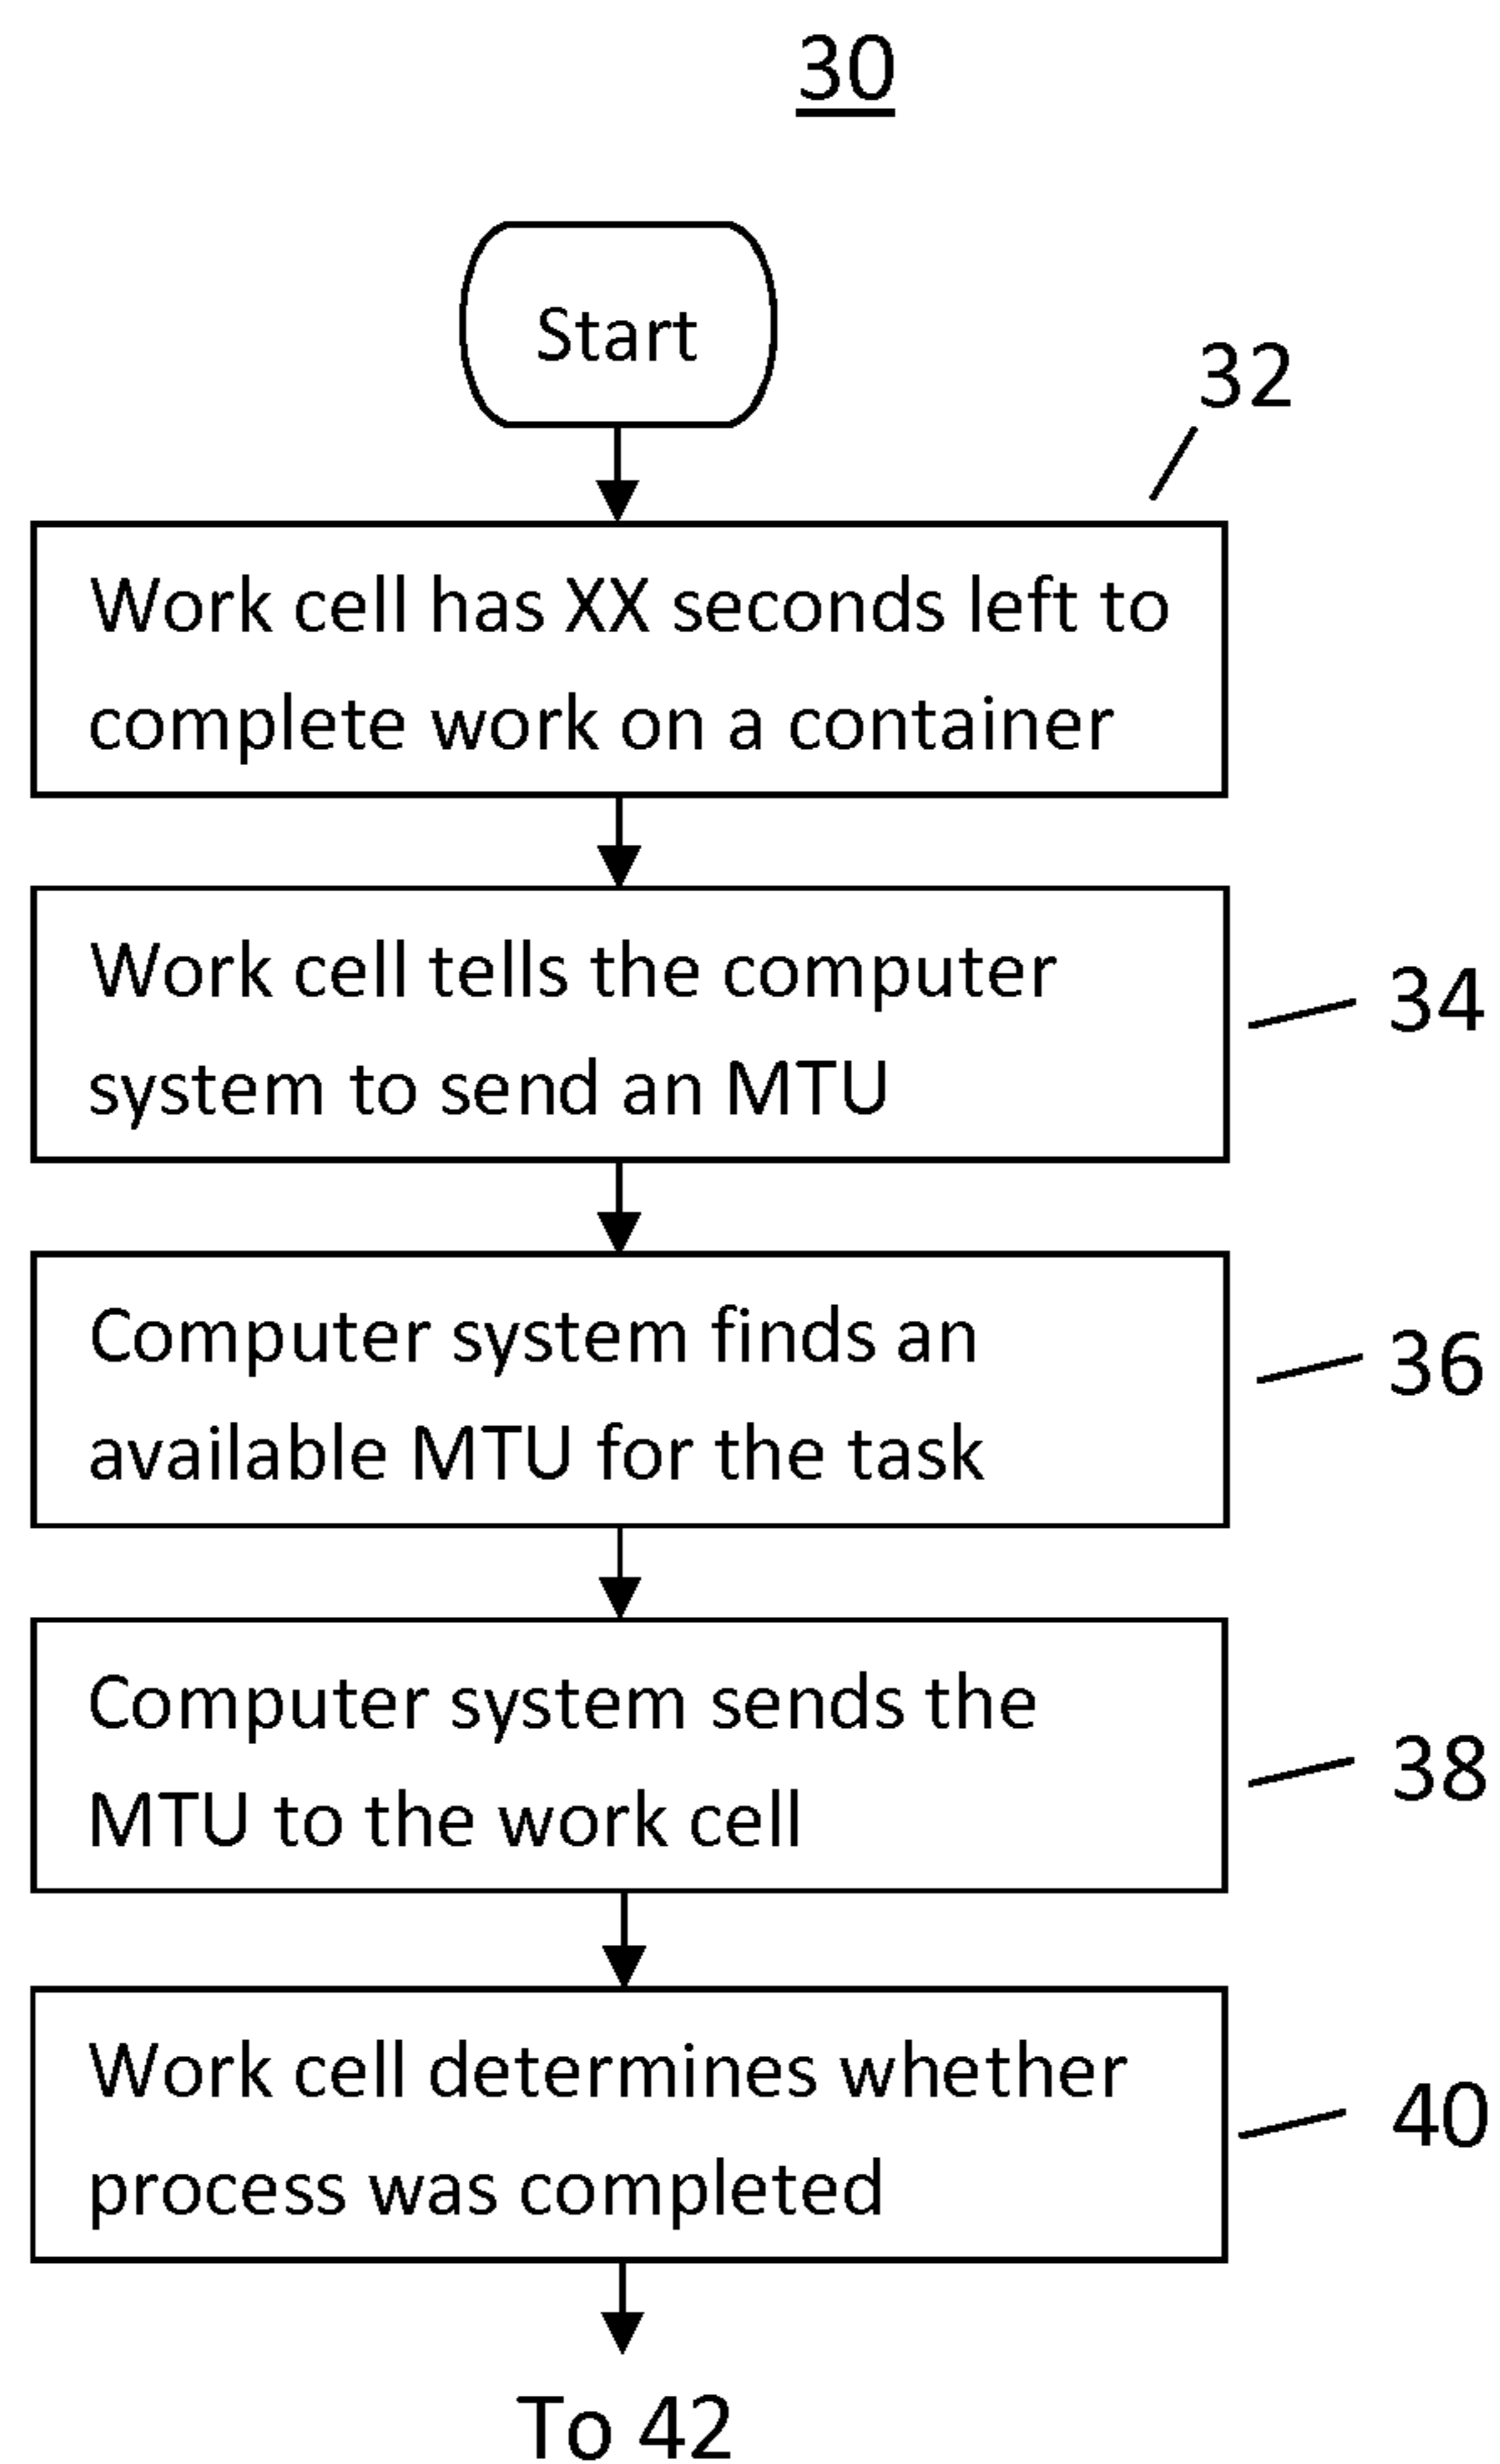 30
Start
32
Work cell has XX seconds left to
complete work on a container
Work cell tells the computer
system to send an MTU
34
Computer system finds an
available MTU for the task
36
Computer system sends the
MTU to the work cell
38
Work cell determines whether
process was completed
40
To 42